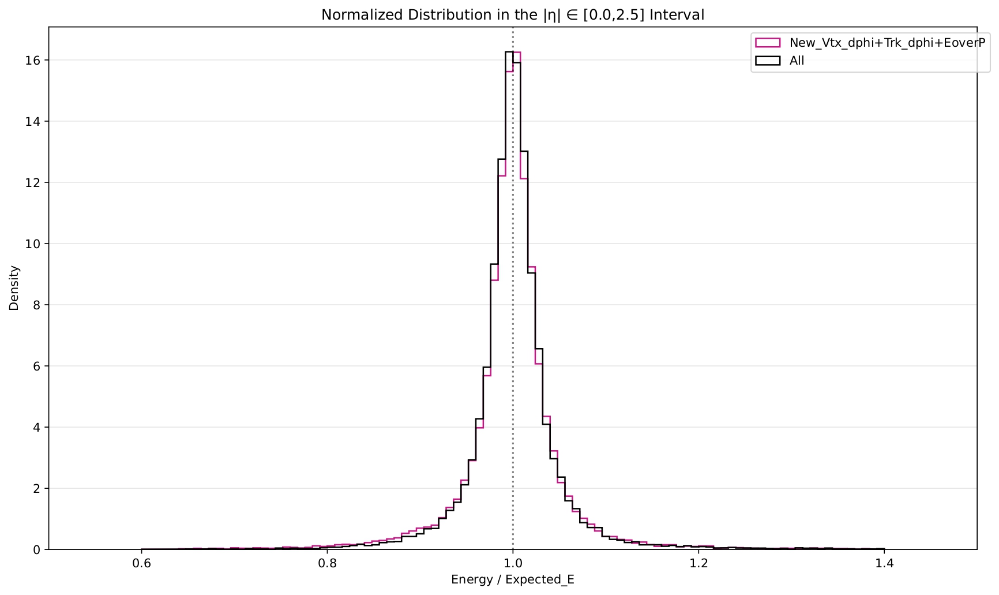 Normalized Distribution in the |η| ∈ [0.0,2.5] Interval
New_Vtx_dphi+Trk_dphi+EoverP
All
16
14
12
10
8
6
4
2
0
Density
0.6 0.8 1.0 1.2 1.4
Energy / Expected_E